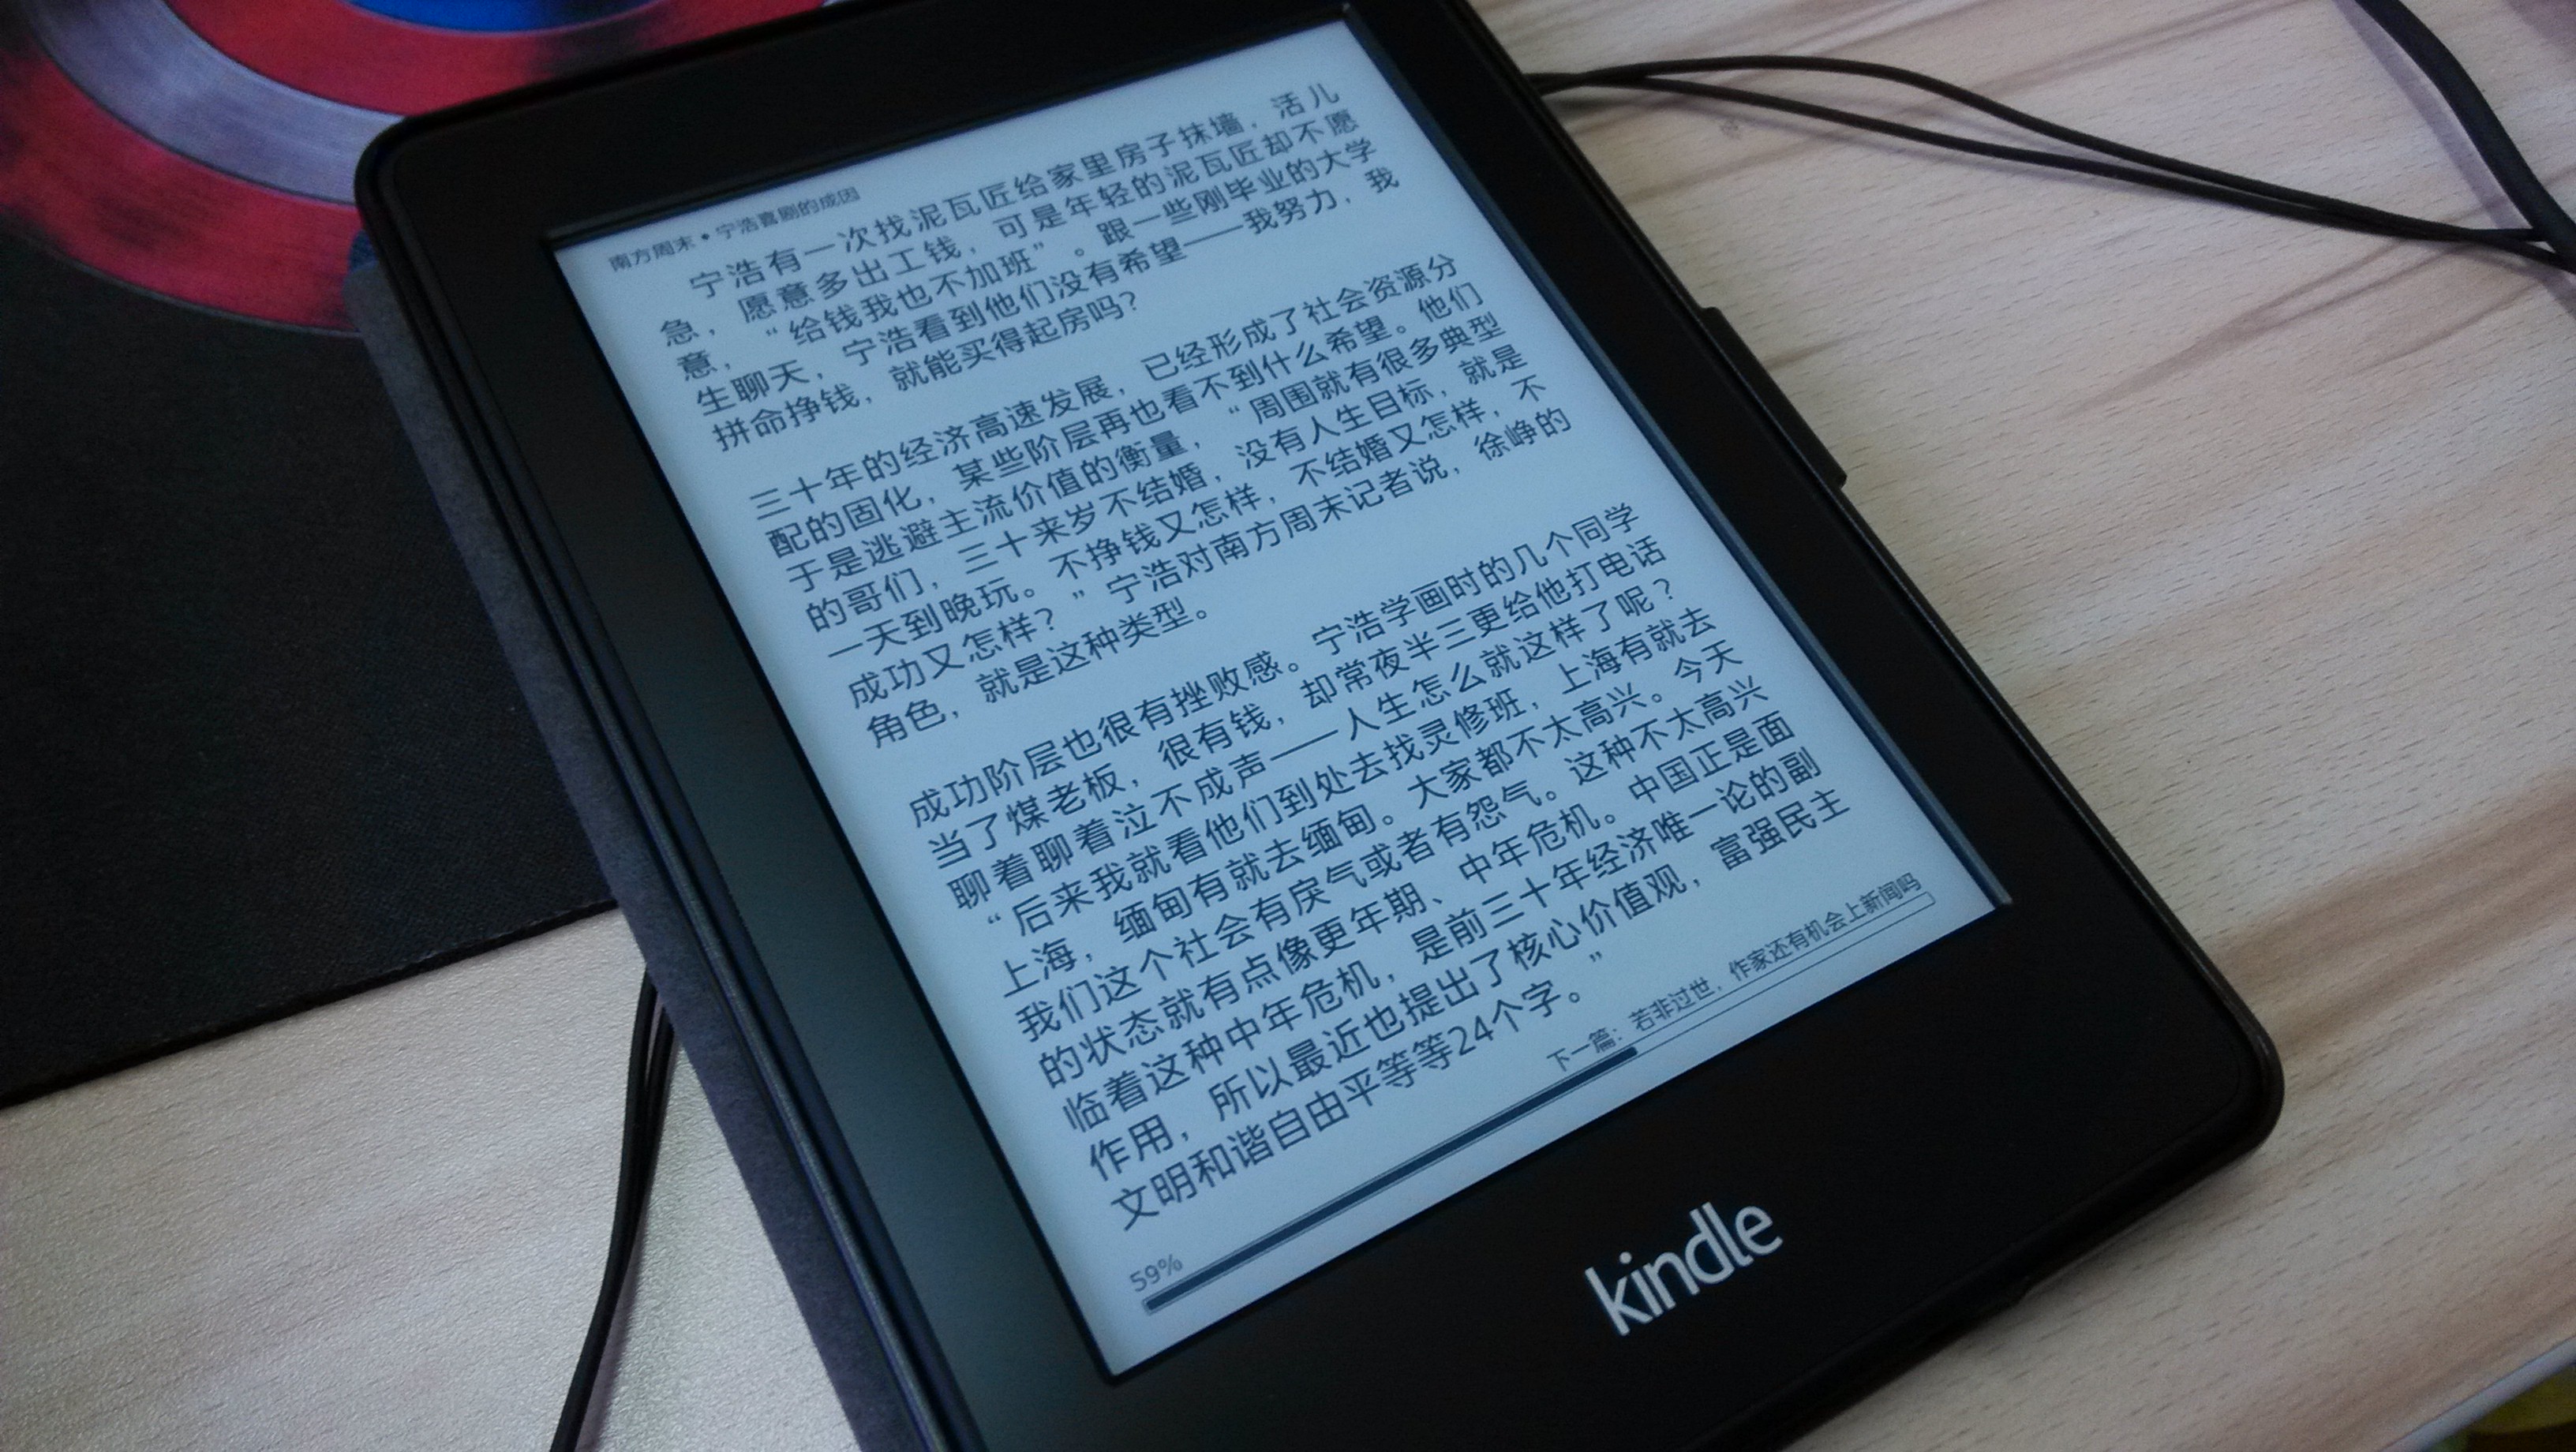 南方周末•宁浩喜剧的成因
宁浩有一次找泥瓦匠给家里房子抹墙，活儿
急，愿意多出工钱，可是年轻的泥瓦匠却不愿
意，“给钱我也不加班”。跟一些刚毕业的大学
生聊天，宁浩看到他们没有希望——我努力，我
拼命挣钱，就能买得起房吗？
三十年的经济高速发展，已经形成了社会资源分
配的固化，某些阶层再也看不到什么希望。他们
于是逃避主流价值的衡量，“周围就有很多典型
的哥们，三十来岁不结婚，没有人生目标，就是
一天到晚玩。不挣钱又怎样，不结婚又怎样，不
成功又怎样？”宁浩对南方周末记者说，徐峥的
角色，就是这种类型。
成功阶层也很有挫败感。宁浩学画时的几个同学
当了煤老板，很有钱，却常夜半三更给他打电话
聊着聊着泣不成声——人生怎么就这样了呢？
“后来我就看他们到处去找灵修班，上海有就去
上海，缅甸有就去缅甸。大家都不太高兴。今天
我们这个社会有戾气或者有怨气。这种不太高兴
的状态就有点像更年期、中年危机。中国正是面
临着这种中年危机，是前三十年经济唯一论的副
作用，所以最近也提出了核心价值观，富强民主
文明和谐自由平等等24个字。”
下一篇：若非过世，作家还有机会上新闻吗
59%
kindle